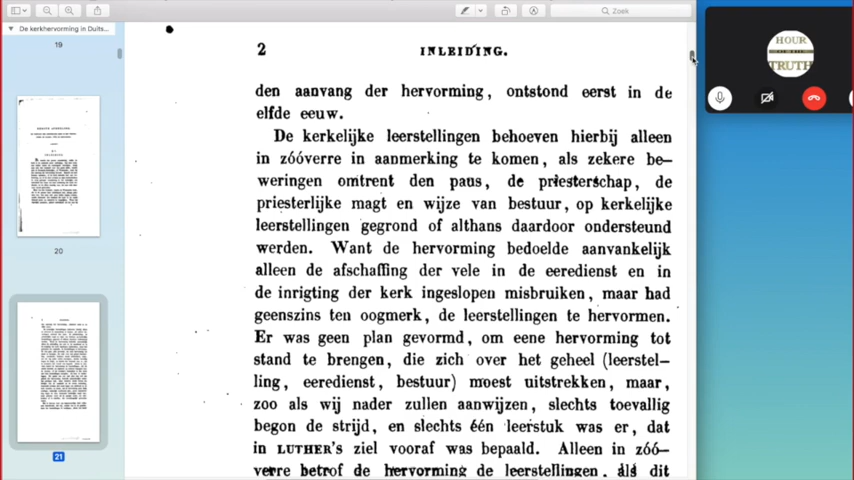 Zoek
De kerkhervorming in Duits...
19
20
21
HOUR
TRUTH
2
INLEIDING.
den aanvang der hervorming, ontstond eerst in de
elfde eeuw.
De kerkelijke leerstellingen behoeven hierbij alleen
in zóóverre in aanmerking te komen, als zekere be-
weringen omtrent den paus, de priesterschap, de
priesterlijke magt en wijze van bestuur, op kerkelijke
leerstellingen gegrond of althans daardoor ondersteund
werden. Want de hervorming bedoelde aanvankelijk
alleen de afschaffing der vele in de eeredienst en in
de inrigting der kerk ingeslopen misbruiken, maar had
geenszins ten oogmerk, de leerstellingen te hervormen.
Er was geen plan gevormd, om eene hervorming tot
stand te brengen, die zich over het geheel (leerstel-
ling, eeredienst, bestuur) moest uitstrekken, maar,
zoo als wij nader zullen aanwijzen, slechts toevallig
begon de strijd, en slechts één leerstuk was er, dat
in LUTHER's ziel vooraf was bepaald. Alleen in zóó-
verre betrof de hervorming de leerstellingen, als dit